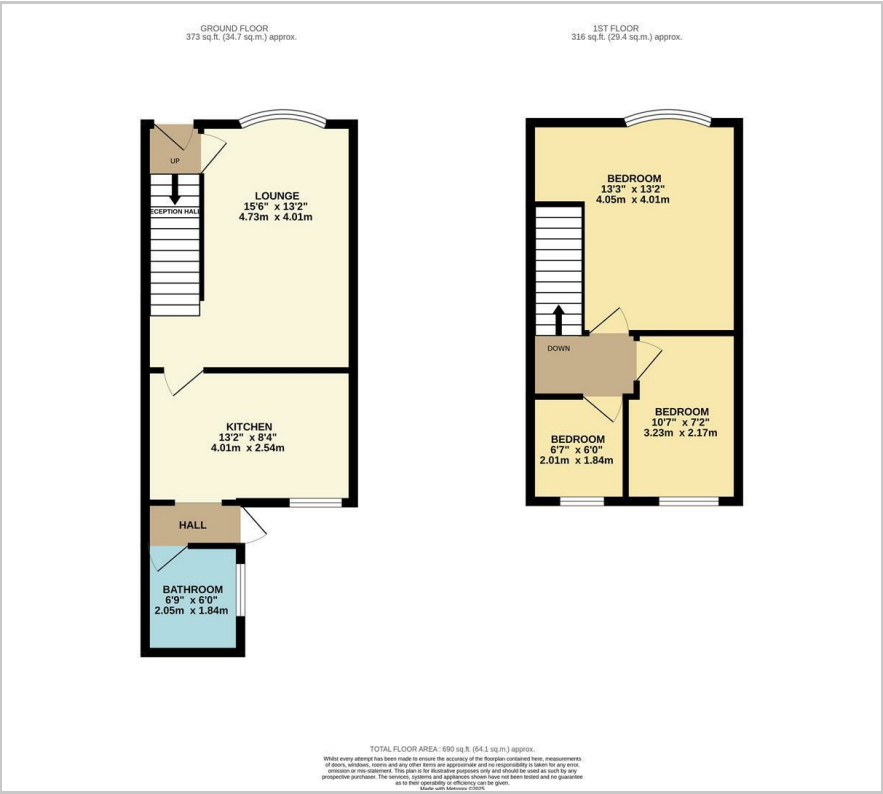 GROUND FLOOR
373 sq.ft. (34.7 sq.m.) approx.
1ST FLOOR
316 sq.ft. (29.4 sq.m.) approx.
UP
ECEPTION HALL
LOUNGE
15'6" x 13'2"
4.73m x 4.01m
KITCHEN
13'2" x 8'4"
4.01m x 2.54m
HALL
BATHROOM
6'9" x 6'0"
2.05m x 1.84m
BEDROOM
13'3" x 13'2"
4.05m x 4.01m
DOWN
BEDROOM
10'7" x 7'2"
3.23m x 2.17m
BEDROOM
6'7" x 6'0"
2.01m x 1.84m
TOTAL FLOOR AREA : 690 sq.ft. (64.1 sq.m.) approx.
Whilst every attempt has been made to ensure the accuracy of the floorplan contained here, measurements
of doors, windows, rooms and any other items are approximate and no responsibility is taken for any error,
omission or mis-statement. This plan is for illustrative purposes only and should be used as such by any
prospective purchaser. The services, systems and appliances shown have not been tested and no guarantee
as to their operability or efficiency can be given.
Made with Metropix ©2025